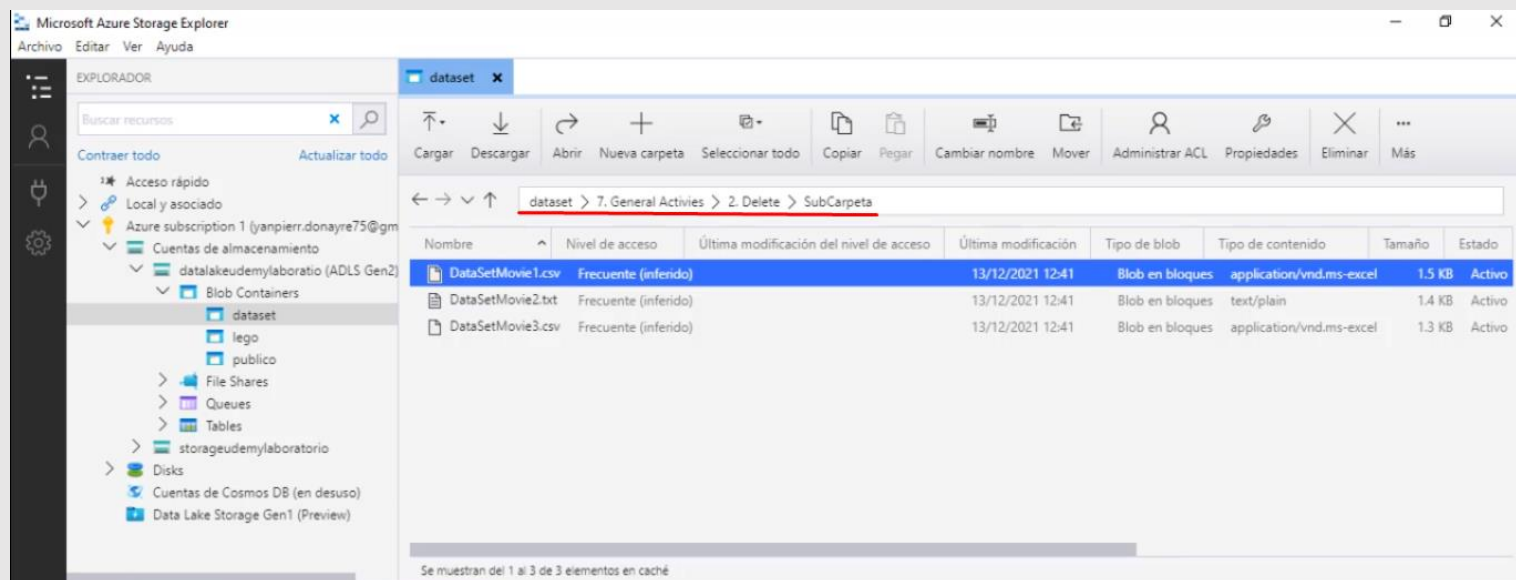 Microsoft Azure Storage Explorer
Archivo Editar Ver Ayuda
EXPLORADOR
Buscar recursos
Contraer todo Actualizar todo
Acceso rápido
Local y asociado
Azure subscription 1 (yanpierr.donayre75@gm
Cuentas de almacenamiento
datalakeudemylaboratio (ADLS Gen2)
Blob Containers
dataset
lego
publico
File Shares
Queues
Tables
storageudemylaboratorio
Disks
Cuentas de Cosmos DB (en desuso)
Data Lake Storage Gen1 (Preview)
dataset
Cargar Descargar Abrir Nueva carpeta Seleccionar todo Copiar Pegar Cambiar nombre Mover Administrar ACL Propiedades Eliminar Más
dataset > 7. General Activies > 2. Delete > SubCarpeta
Nombre Nivel de acceso Última modificación del nivel de acceso Última modificación Tipo de blob Tipo de contenido Tamaño Estado
DataSetMovie1.csv Frecuente (inferido) 13/12/2021 12:41 Blob en bloques application/vnd.ms-excel 1.5 KB Activo
DataSetMovie2.txt Frecuente (inferido) 13/12/2021 12:41 Blob en bloques text/plain 1.4 KB Activo
DataSetMovie3.csv Frecuente (inferido) 13/12/2021 12:41 Blob en bloques application/vnd.ms-excel 1.3 KB Activo
Se muestran del 1 al 3 de 3 elementos en caché